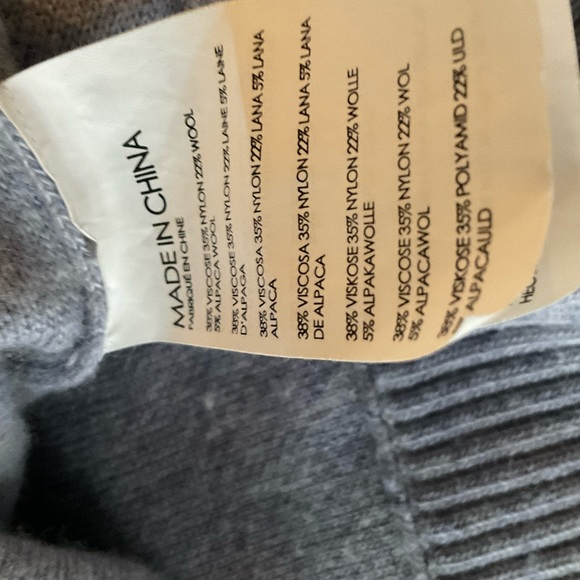 MADE IN CHINA
FABRIQUÉ EN CHINE
38% VISCOSE 35% NYLON 22% WOOL
5% ALPACA WOOL
38% VISCOSE 35% NYLON 22% LAINE 5% LAINE
D'ALPAGA
38% VISCOSA 35% NYLON 22% LANA 5% LANA
ALPACA
38% VISCOSA 35% NYLON 22% LANA 5% LANA
DE ALPACA
38% VISKOSE 35% NYLON 22% WOLLE
5% ALPAKAWOLLE
38% VISCOSE 35% NYLON 22% WOL
5% ALPACAWOL
38% VISKOSE 35% POLYAMID 22% ULD
ALPACAULD